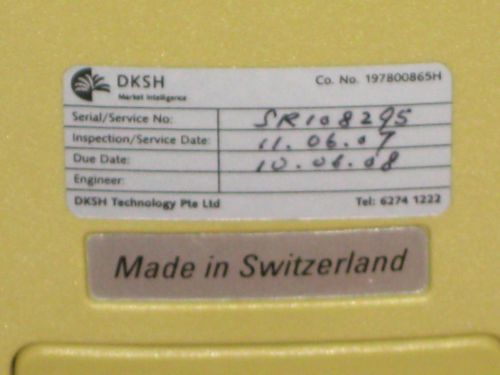 DKSH
Market Intelligence
Co. No. 197800865H
Serial/Service No: SR108295
Inspection/Service Date: 11.06.07
Due Date: 10.06.08
Engineer:
DKSH Technology Pte Ltd Tel: 6274 1222
Made in Switzerland